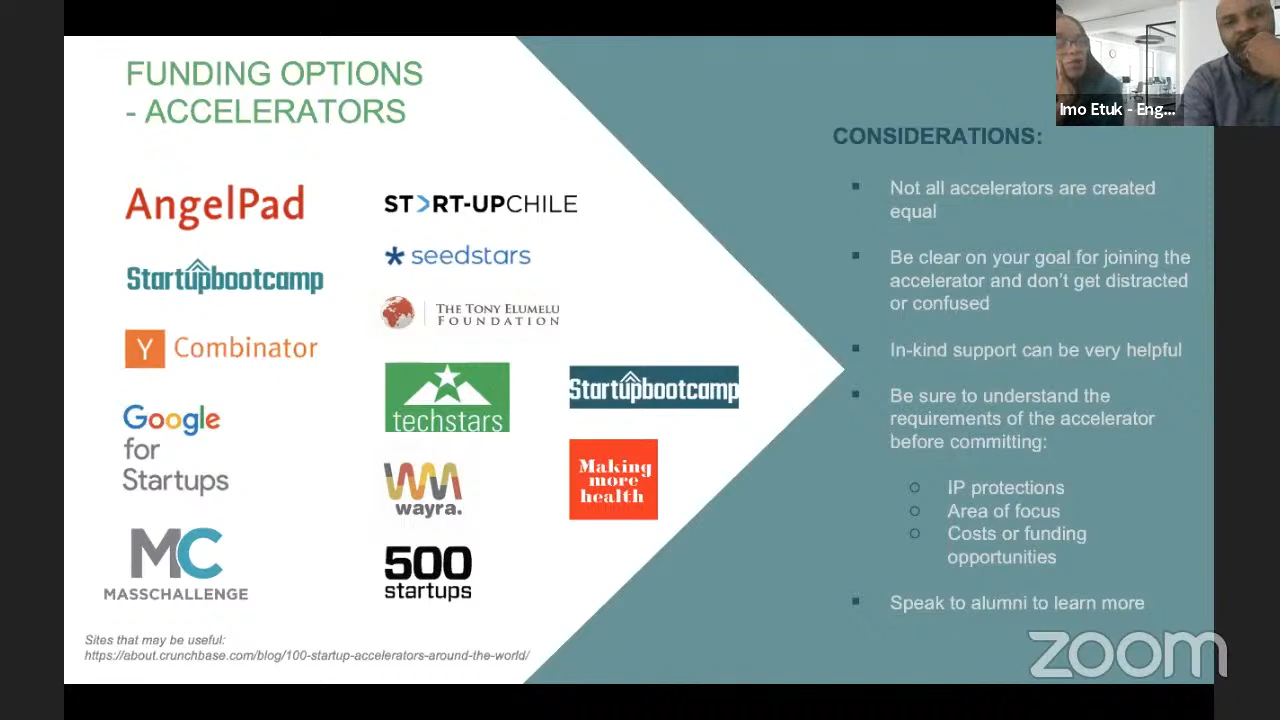 FUNDING OPTIONS
- ACCELERATORS
AngelPad
Startupbootcamp
Y Combinator
Google
for
Startups
MC
MASSCHALLENGE
START-UPCHILE
seedstars
THE TONY ELUMELU
FOUNDATION
techstars
wayra.
500
startups
Startupbootcamp
Making
more
health
Sites that may be useful:
https://about.crunchbase.com/blog/100-startup-accelerators-around-the-world/
Imo Etuk - Eng...
CONSIDERATIONS:
Not all accelerators are created
equal
Be clear on your goal for joining the
accelerator and don't get distracted
or confused
In-kind support can be very helpful
Be sure to understand the
requirements of the accelerator
before committing:
IP protections
Area of focus
Costs or funding
opportunities
Speak to alumni to learn more
zoom